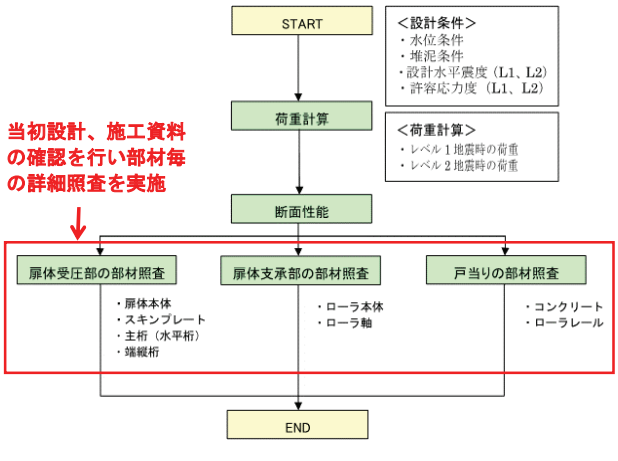 START
＜設計条件＞
・水位条件
・堆泥条件
・設計水平震度（L1、L2）
・許容応力度（L1、L2）
荷重計算
＜荷重計算＞
・レベル１地震時の荷重
・レベル２地震時の荷重
当初設計、施工資料
の確認を行い部材毎
の詳細照査を実施
断面性能
扉体受圧部の部材照査
・扉体本体
・スキンプレート
・主桁（水平桁）
・端縦桁
扉体支承部の部材照査
・ローラ本体
・ローラ軸
戸当りの部材照査
・コンクリート
・ローラレール
END